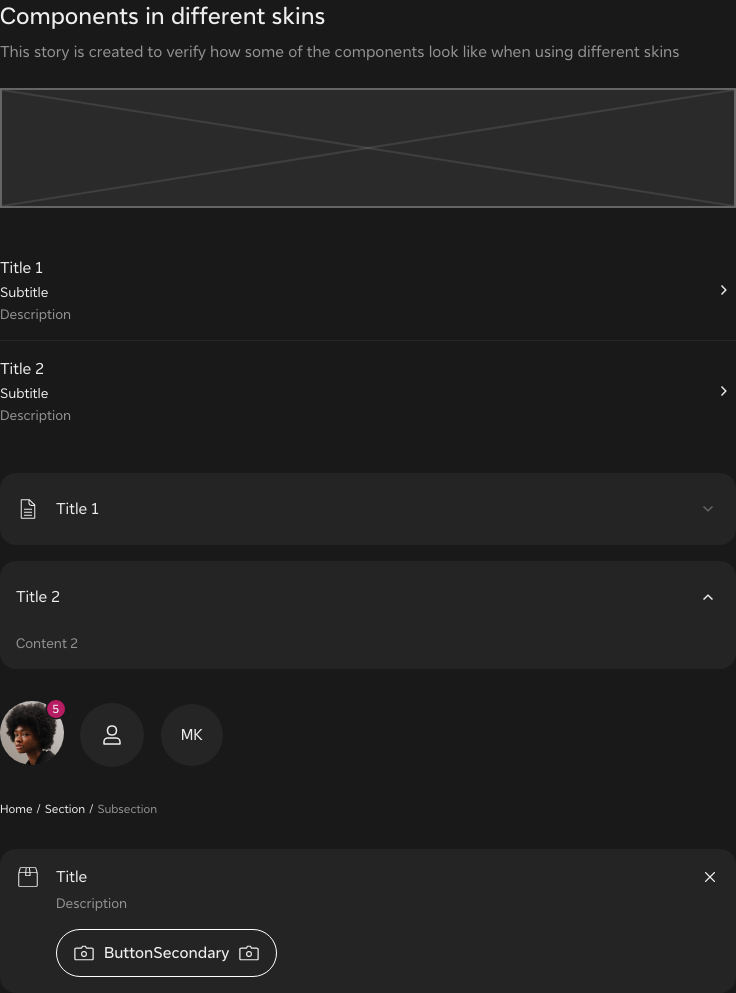 Components in different skins
This story is created to verify how some of the components look like when using different skins
Title 1
Subtitle
Description
Title 2
Subtitle
Description
Title 1
Title 2
Content 2
5
MK
Home / Section / Subsection
Title
Description
ButtonSecondary